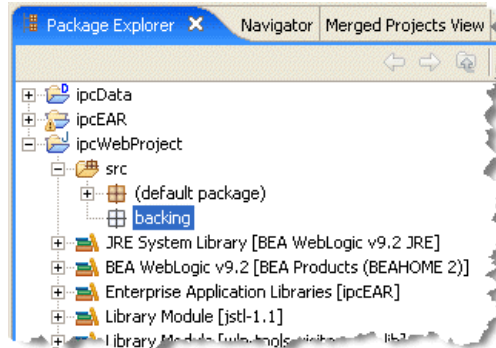 Package Explorer Navigator Merged Projects View
ipcData
ipcEAR
ipcWebProject
src
(default package)
backing
JRE System Library [BEA WebLogic v9.2 JRE]
BEA WebLogic v9.2 [BEA Products (BEAHOME 2)]
Enterprise Application Libraries [ipcEAR]
Library Module [jstl-1.1]
Library Module